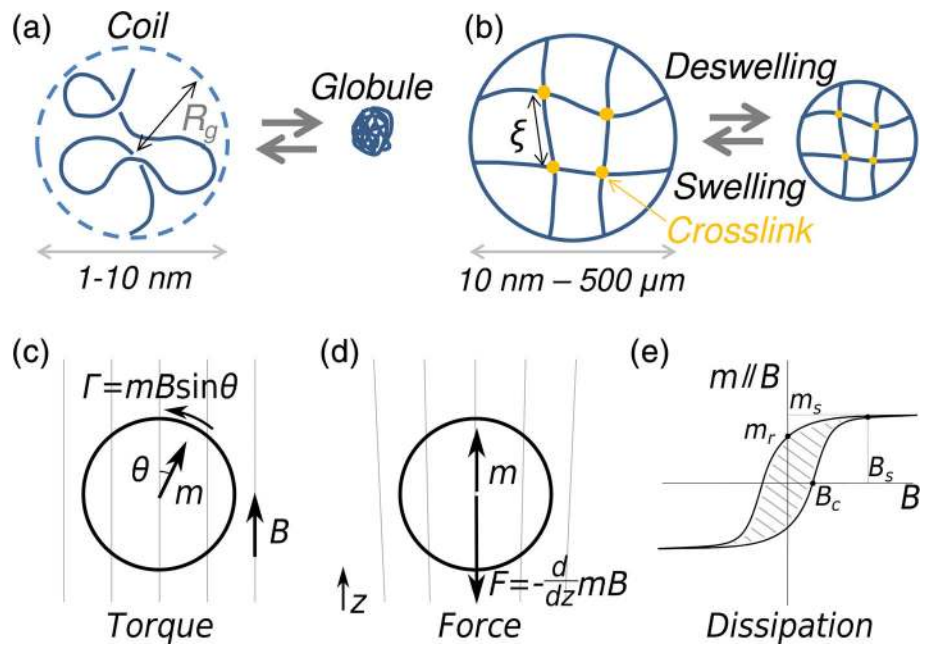 (a)
Coil
R_g
Globule
1-10 nm
(b)
Deswelling
ξ
Swelling
Crosslink
10 nm – 500 μm
(c)
Γ=mBsinθ
θ
m
B
Torque
(d)
m
z
F=-d/dz mB
Force
(e)
m∥B
m_s
m_r
B_s
B_c
B
Dissipation